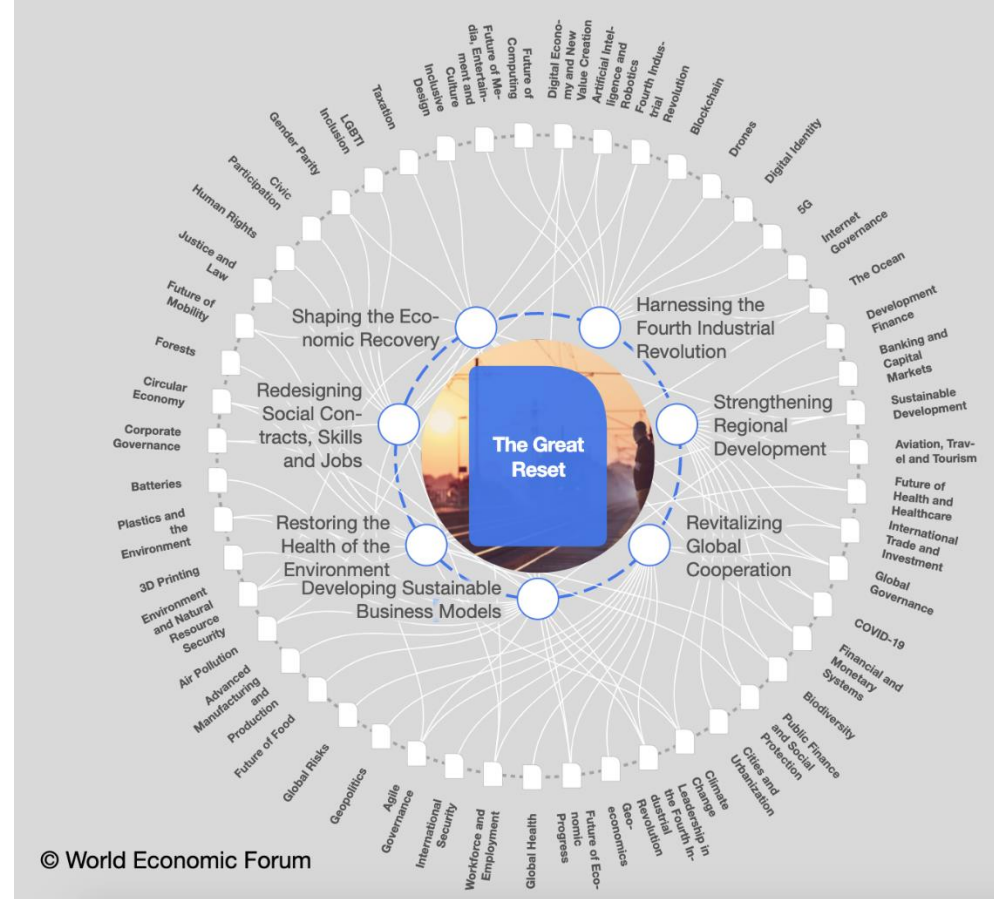 The Great
Reset
Shaping the Eco-
nomic Recovery
Harnessing the
Fourth Industrial
Revolution
Strengthening
Regional
Development
Revitalizing
Global
Cooperation
Developing Sustainable
Business Models
Restoring the
Health of the
Environment
Redesigning
Social Con-
tracts, Skills
and Jobs
Digital Econo-
my and New
Value Creation
Artificial Intel-
ligence and
Robotics
Fourth Indus-
trial
Revolution
Blockchain
Drones
Digital Identity
5G
Internet
Governance
The Ocean
Development
Finance
Banking and
Capital
Markets
Sustainable
Development
Aviation, Trav-
el and Tourism
Future of
Health and
Healthcare
International
Trade and
Investment
Global
Governance
COVID-19
Financial and
Monetary
Systems
Biodiversity
Public Finance
and Social
Protection
Cities and
Urbanization
Climate
Change
Leadership in
the Fourth In-
dustrial
Revolution
Geo-
economics
Future of Eco-
nomic
Progress
Global Health
Workforce and
Employment
International
Security
Agile
Governance
Geopolitics
Global Risks
Future of Food
Advanced
Manufacturing
and
Production
Air Pollution
Environment
and Natural
Resource
Security
3D Printing
Plastics and
the
Environment
Batteries
Corporate
Governance
Circular
Economy
Forests
Future of
Mobility
Justice and
Law
Human Rights
Civic
Participation
Gender Parity
LGBTI
Inclusion
Taxation
Inclusive
Design
Future of Me-
dia, Entertain-
ment and
Culture
Future of
Computing
© World Economic Forum